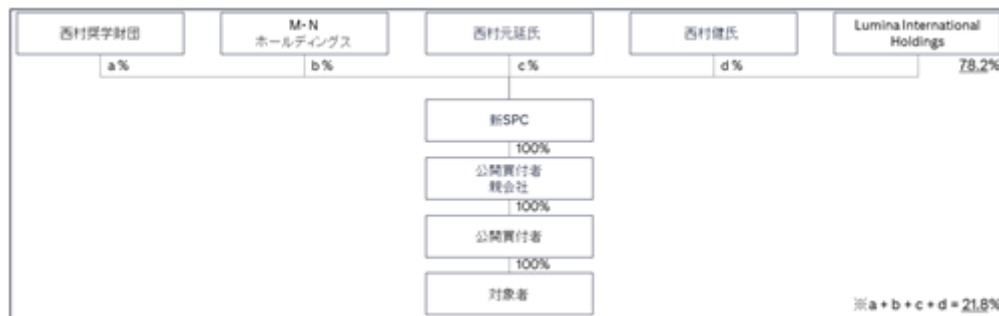 西村奨学財団
M・N
ホールディングス
西村元延氏
西村健氏
Lumina International
Holdings
a%
b%
c%
d%
78.2%
新SPC
100%
公開買付者
親会社
100%
公開買付者
100%
対象者
※a + b + c + d = 21.8%